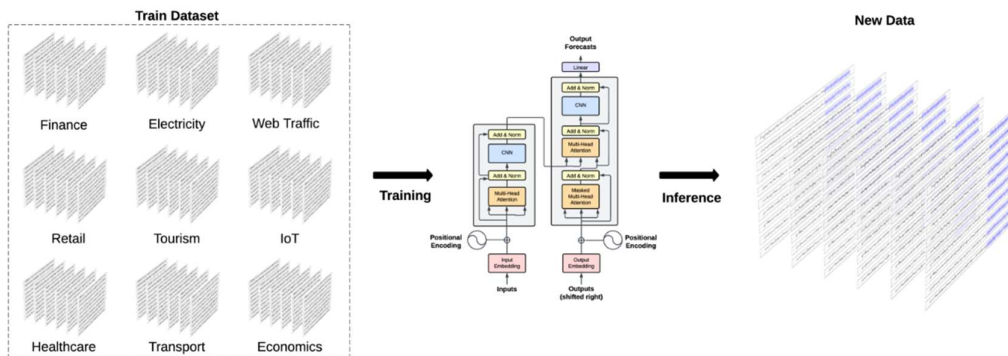 Train Dataset
Finance
Electricity
Web Traffic
Retail
Tourism
IoT
Healthcare
Transport
Economics
Training
Output
Forecasts
Linear
Add & Norm
CNN
Add & Norm
Multi-Head
Attention
Add & Norm
Masked
Multi-Head
Attention
Add & Norm
CNN
Add & Norm
Multi-Head
Attention
Positional
Encoding
Positional
Encoding
Input
Embedding
Output
Embedding
Inputs
Outputs
(shifted right)
Inference
New Data